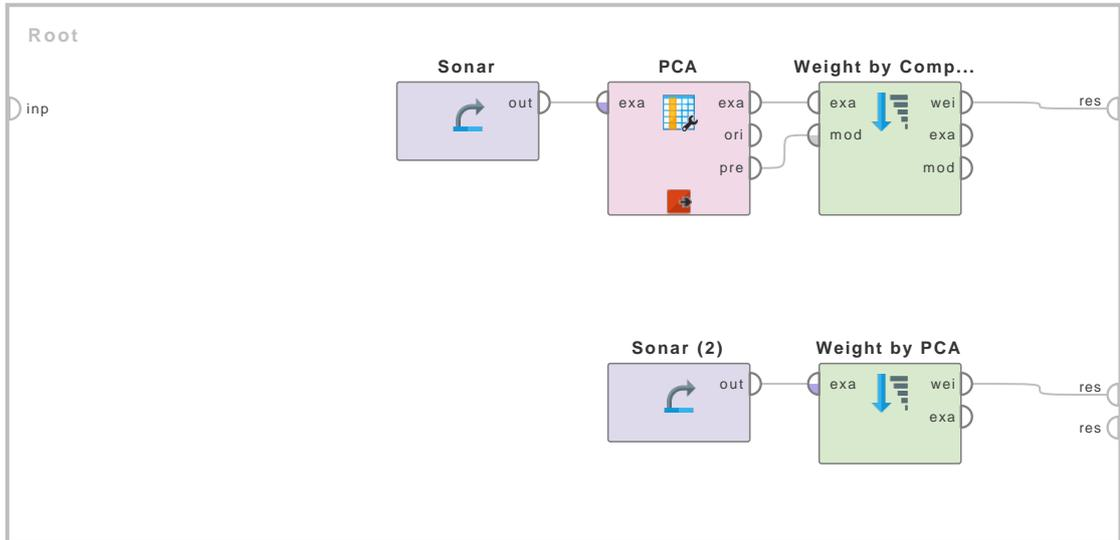 Root
inp
Sonar
out
PCA
exa exa
ori
pre
Weight by Comp...
exa wei
mod exa
mod
res
Sonar (2)
out
Weight by PCA
exa wei
exa
res
res